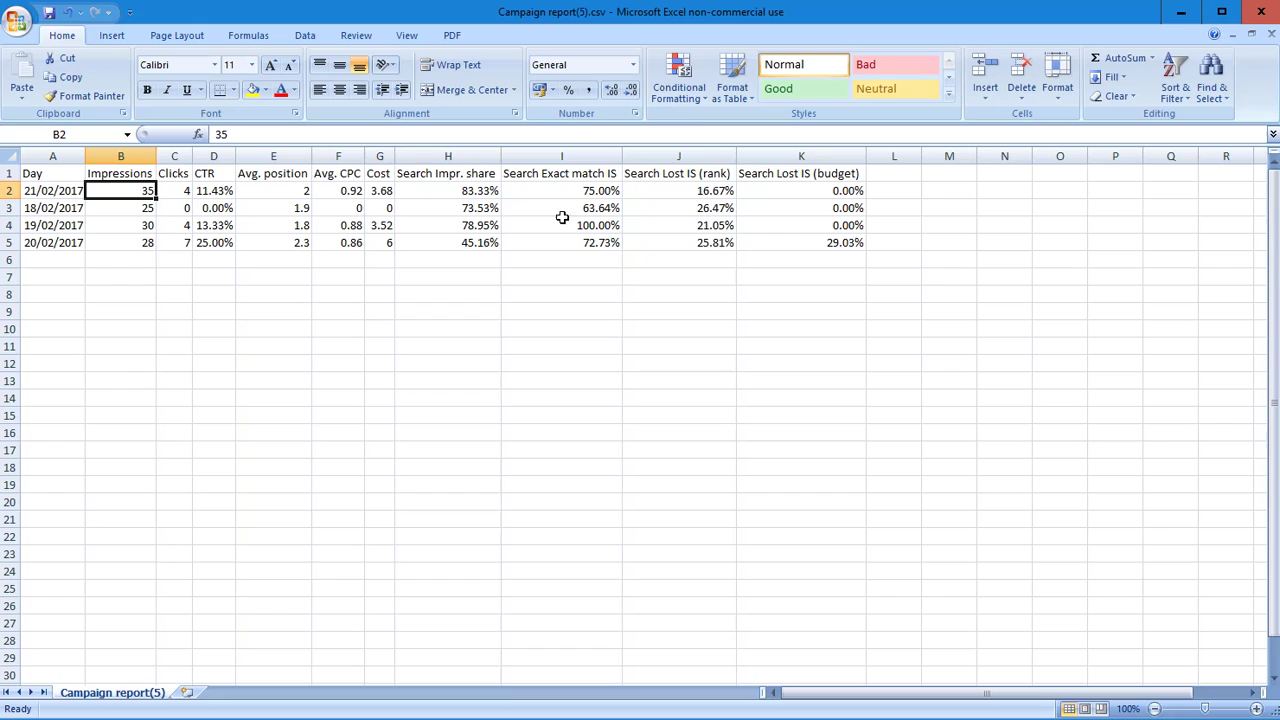 Campaign report(5).csv - Microsoft Excel non-commercial use
Home Insert Page Layout Formulas Data Review View PDF
Paste
Cut
Copy
Format Painter
Clipboard
Calibri 11
B I U
Font
Wrap Text
Merge & Center
Alignment
General
Number
Conditional Formatting
Format as Table
Normal Bad
Good Neutral
Styles
Insert Delete Format
Cells
AutoSum
Fill
Clear
Sort & Filter
Find & Select
Editing
B2 fx 35
A B C D E F G H I J K L M N O P Q R
1 Day Impressions Clicks CTR Avg. position Avg. CPC Cost Search Impr. share Search Exact match IS Search Lost IS (rank) Search Lost IS (budget)
2 21/02/2017 35 4 11.43% 2 0.92 3.68 83.33% 75.00% 16.67% 0.00%
3 18/02/2017 25 0 0.00% 1.9 0 0 73.53% 63.64% 26.47% 0.00%
4 19/02/2017 30 4 13.33% 1.8 0.88 3.52 78.95% 100.00% 21.05% 0.00%
5 20/02/2017 28 7 25.00% 2.3 0.86 6 45.16% 72.73% 25.81% 29.03%
6
7
8
9
10
11
12
13
14
15
16
17
18
19
20
21
22
23
24
25
26
27
28
29
30
Campaign report(5)
Ready 100%